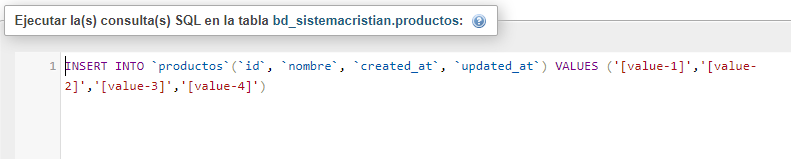 Ejecutar la(s) consulta(s) SQL en la tabla bd_sistemacristian.productos:
1 INSERT INTO `productos`(`id`, `nombre`, `created_at`, `updated_at`) VALUES ('[value-1]','[value-
2]','[value-3]','[value-4]')